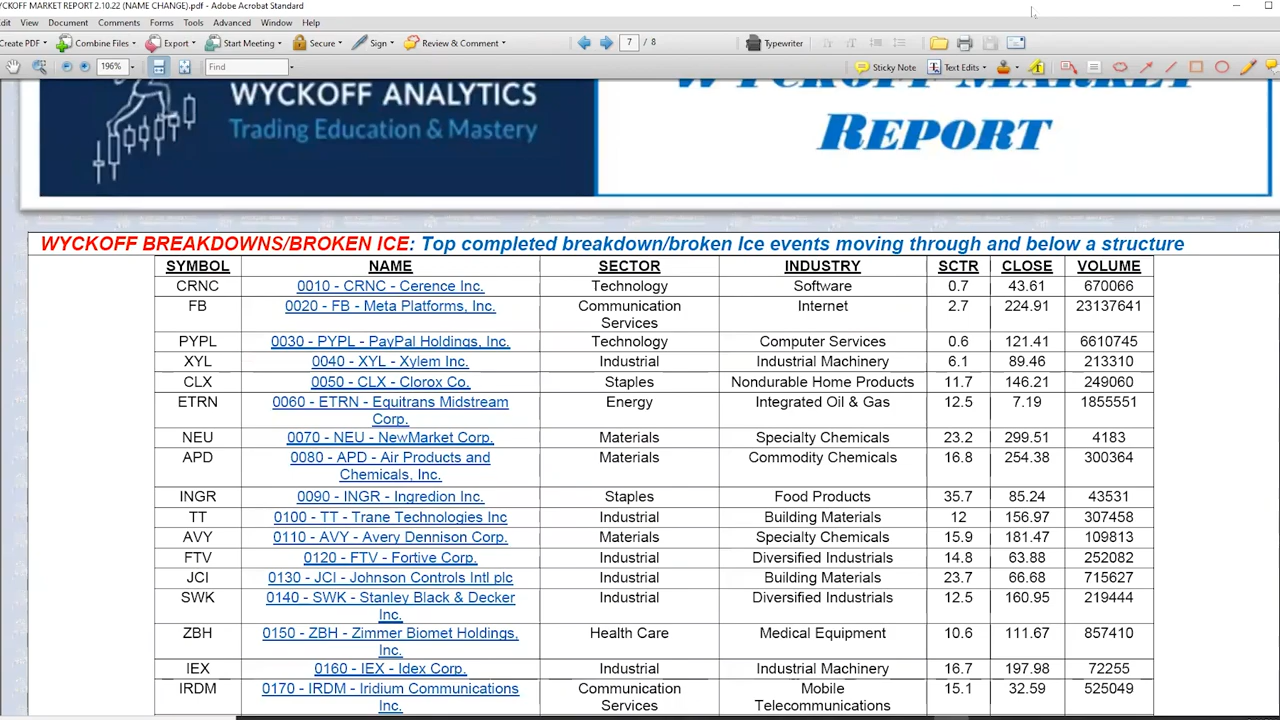 YCKOFF MARKET REPORT 2.10.22 (NAME CHANGE).pdf - Adobe Acrobat Standard
dit View Document Comments Forms Tools Advanced Window Help
Create PDF Combine Files Export Start Meeting Secure Sign Review & Comment 7 / 8 Typewriter
196% Find Sticky Note Text Edits
WYCKOFF ANALYTICS
Trading Education & Mastery
WYCKOFF MARKET
REPORT
WYCKOFF BREAKDOWNS/BROKEN ICE: Top completed breakdown/broken Ice events moving through and below a structure
SYMBOL NAME SECTOR INDUSTRY SCTR CLOSE VOLUME
CRNC 0010 - CRNC - Cerence Inc. Technology Software 0.7 43.61 670066
FB 0020 - FB - Meta Platforms, Inc. Communication Internet 2.7 224.91 23137641
Services
PYPL 0030 - PYPL - PayPal Holdings, Inc. Technology Computer Services 0.6 121.41 6610745
XYL 0040 - XYL - Xylem Inc. Industrial Industrial Machinery 6.1 89.46 213310
CLX 0050 - CLX - Clorox Co. Staples Nondurable Home Products 11.7 146.21 249060
ETRN 0060 - ETRN - Equitrans Midstream Energy Integrated Oil & Gas 12.5 7.19 1855551
Corp.
NEU 0070 - NEU - NewMarket Corp. Materials Specialty Chemicals 23.2 299.51 4183
APD 0080 - APD - Air Products and Materials Commodity Chemicals 16.8 254.38 300364
Chemicals, Inc.
INGR 0090 - INGR - Ingredion Inc. Staples Food Products 35.7 85.24 43531
TT 0100 - TT - Trane Technologies Inc Industrial Building Materials 12 156.97 307458
AVY 0110 - AVY - Avery Dennison Corp. Materials Specialty Chemicals 15.9 181.47 109813
FTV 0120 - FTV - Fortive Corp. Industrial Diversified Industrials 14.8 63.88 252082
JCI 0130 - JCI - Johnson Controls Intl plc Industrial Building Materials 23.7 66.68 715627
SWK 0140 - SWK - Stanley Black & Decker Industrial Diversified Industrials 12.5 160.95 219444
Inc.
ZBH 0150 - ZBH - Zimmer Biomet Holdings, Health Care Medical Equipment 10.6 111.67 857410
Inc.
IEX 0160 - IEX - Idex Corp. Industrial Industrial Machinery 16.7 197.98 72255
IRDM 0170 - IRDM - Iridium Communications Communication Mobile 15.1 32.59 525049
Inc. Services Telecommunications